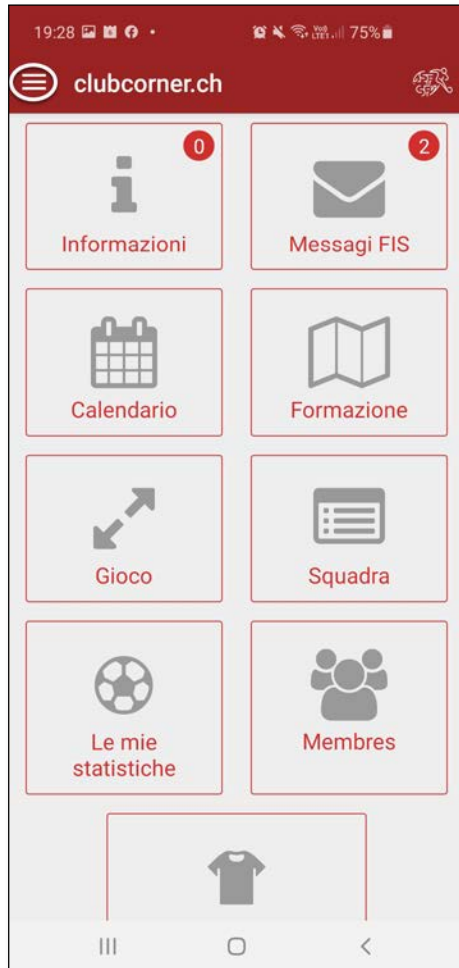 19:28 75%
clubcorner.ch
0 2
Informazioni Messagi FIS
Calendario Formazione
Gioco Squadra
Le mie Membres
statistiche